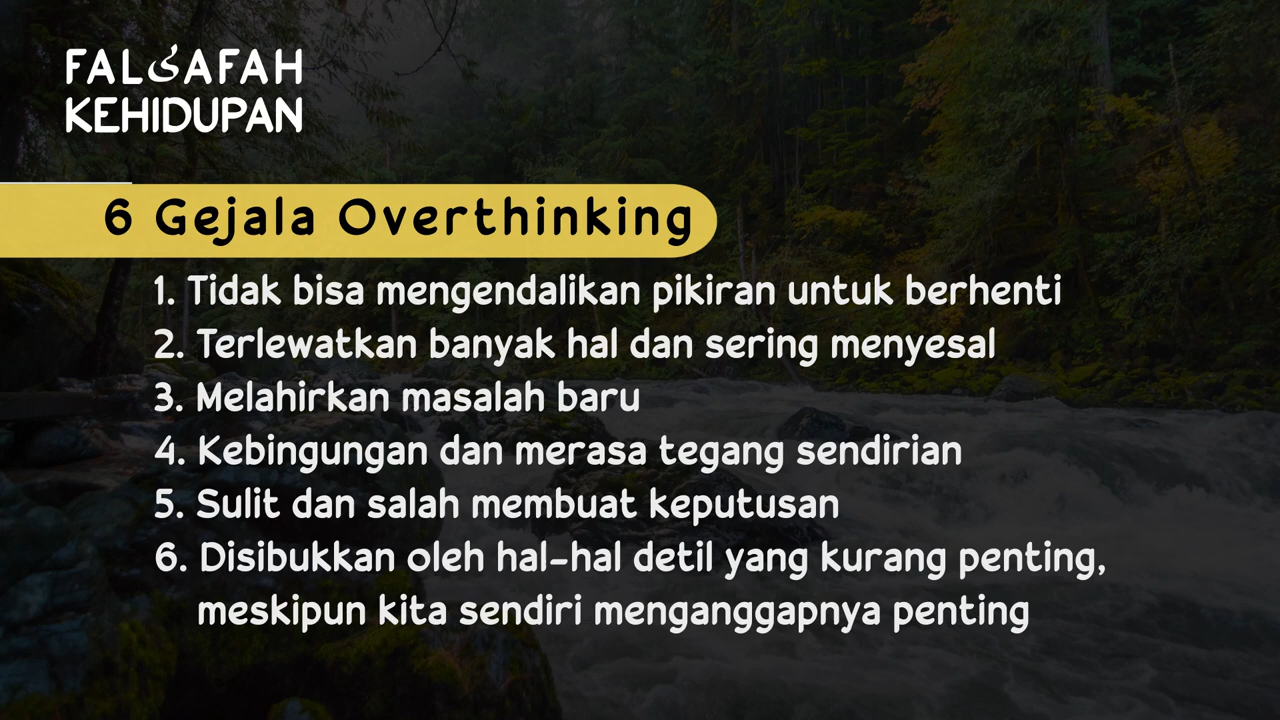 FALSAFAH
KEHIDUPAN
6 Gejala Overthinking
1. Tidak bisa mengendalikan pikiran untuk berhenti
2. Terlewatkan banyak hal dan sering menyesal
3. Melahirkan masalah baru
4. Kebingungan dan merasa tegang sendirian
5. Sulit dan salah membuat keputusan
6. Disibukkan oleh hal-hal detil yang kurang penting,
meskipun kita sendiri menganggapnya penting